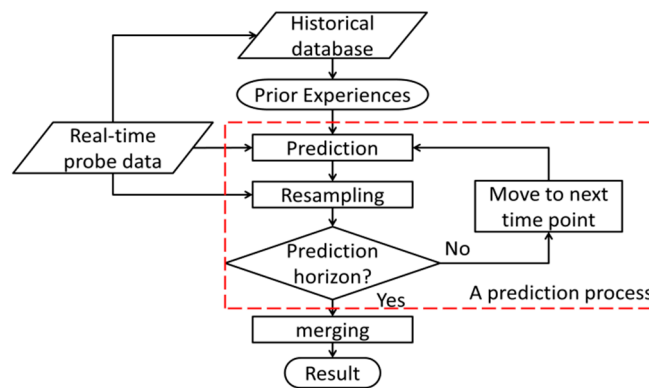 Historical
database
Prior Experiences
Real-time
probe data
Prediction
Resampling
Move to next
time point
Prediction
horizon?
No
Yes
A prediction process
merging
Result